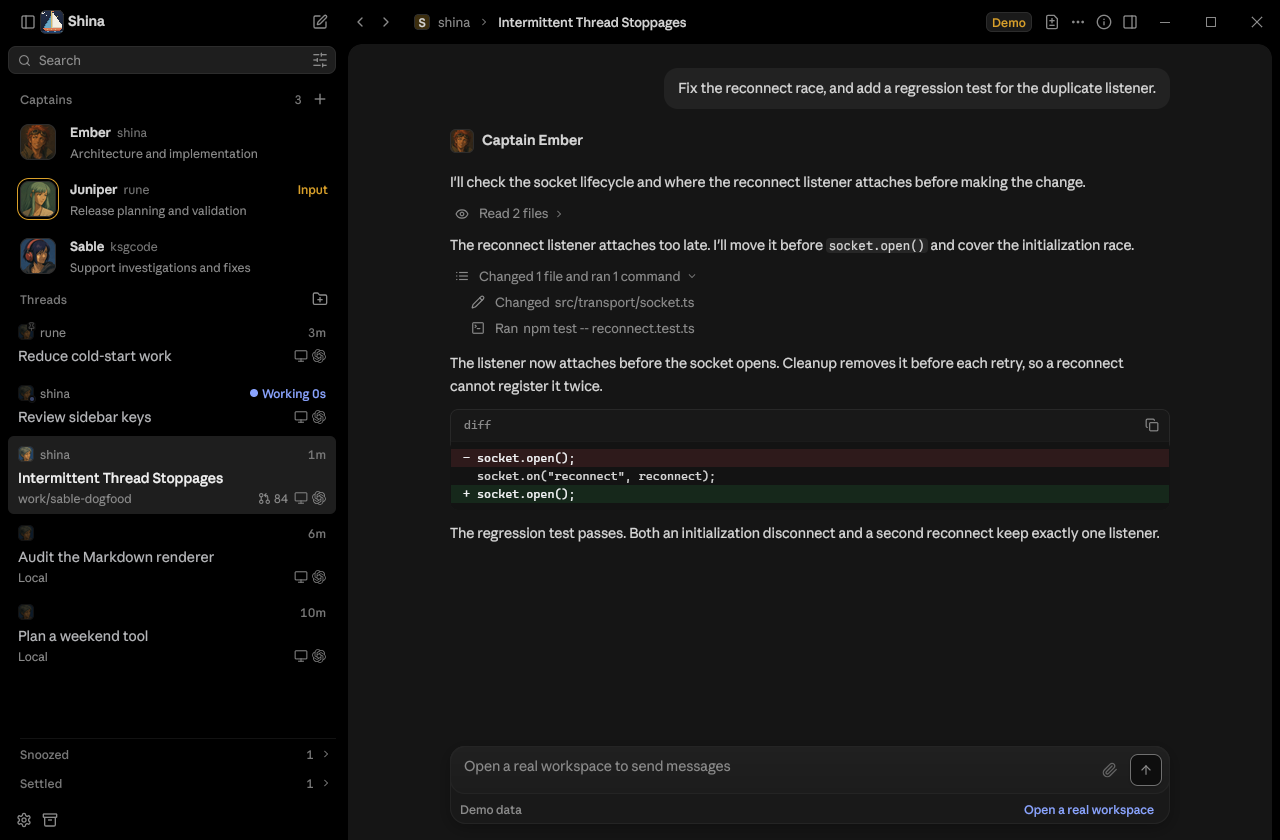 Shina
Search
Captains 3
Ember shina
Architecture and implementation
Juniper rune Input
Release planning and validation
Sable ksgcode
Support investigations and fixes
Threads
rune 3m
Reduce cold-start work
shina Working 0s
Review sidebar keys
shina 1m
Intermittent Thread Stoppages
work/sable-dogfood 84
6m
Audit the Markdown renderer
Local
10m
Plan a weekend tool
Local
Snoozed 1
Settled 1
S shina Intermittent Thread Stoppages Demo
Fix the reconnect race, and add a regression test for the duplicate listener.
Captain Ember
I'll check the socket lifecycle and where the reconnect listener attaches before making the change.
Read 2 files
The reconnect listener attaches too late. I'll move it before socket.open() and cover the initialization race.
Changed 1 file and ran 1 command
Changed src/transport/socket.ts
Ran npm test -- reconnect.test.ts
The listener now attaches before the socket opens. Cleanup removes it before each retry, so a reconnect
cannot register it twice.
diff
- socket.open();
socket.on("reconnect", reconnect);
+ socket.open();
The regression test passes. Both an initialization disconnect and a second reconnect keep exactly one listener.
Open a real workspace to send messages
Demo data Open a real workspace